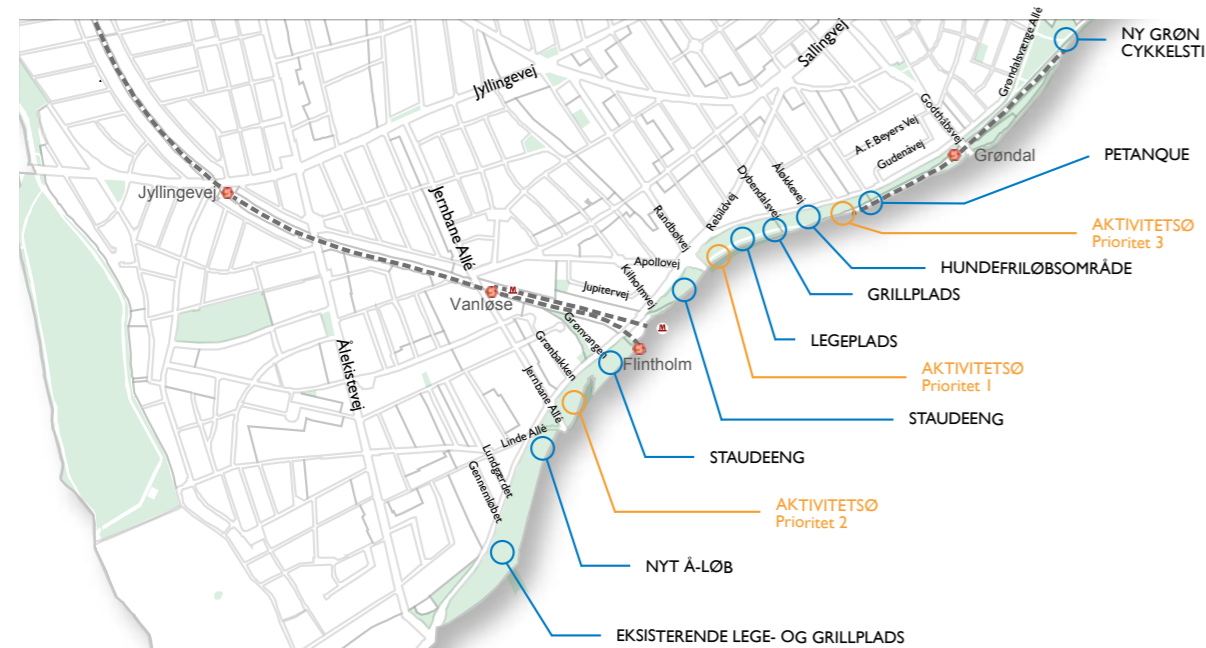 NY GRØN
CYKKELSTI
Grøndalsvænge Allé
Sallingvej
Jyllingevej
Godthåbsvej
A. F. Beyers Vej
Gudenåvej
Grøndal
PETANQUE
Jyllingevej
Jernbane Allé
Åløkkevej
Dybendalsvej
Rebildvej
Randbølvej
AKTIVITETSØ
Prioritet 3
HUNDEFRILØBSOMRÅDE
Apollovej
Kilholmvej
Jupitervej
GRILLPLADS
Vanløse
M
M
LEGEPLADS
Grønvangen
Flintholm
Grønbakken
Ålekistevej
AKTIVITETSØ
Prioritet 1
Jernbane Allé
STAUDEENG
Linde Allé
STAUDEENG
Lundgærdet
Gennemløbet
AKTIVITETSØ
Prioritet 2
NYT Å-LØB
EKSISTERENDE LEGE- OG GRILLPLADS